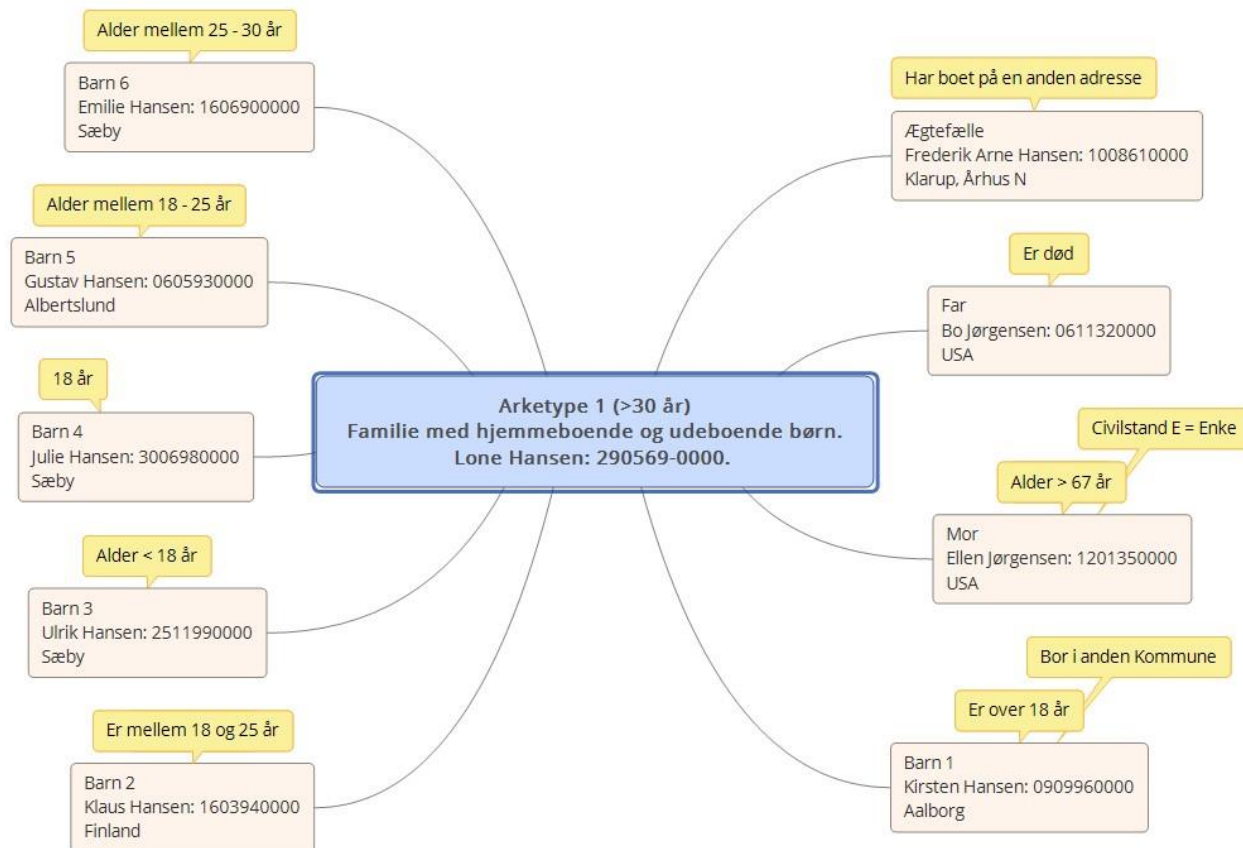 Alder mellem 25 - 30 år
Barn 6
Emilie Hansen: 1606900000
Sæby
Alder mellem 18 - 25 år
Barn 5
Gustav Hansen: 0605930000
Albertslund
18 år
Barn 4
Julie Hansen: 3006980000
Sæby
Alder < 18 år
Barn 3
Ulrik Hansen: 2511990000
Sæby
Er mellem 18 og 25 år
Barn 2
Klaus Hansen: 1603940000
Finland
Arketype 1 (>30 år)
Familie med hjemmeboende og udeboende børn.
Lone Hansen: 290569-0000.
Har boet på en anden adresse
Ægtefælle
Frederik Arne Hansen: 1008610000
Klarup, Århus N
Er død
Far
Bo Jørgensen: 0611320000
USA
Civilstand E = Enke
Alder > 67 år
Mor
Ellen Jørgensen: 1201350000
USA
Bor i anden Kommune
Er over 18 år
Barn 1
Kirsten Hansen: 0909960000
Aalborg